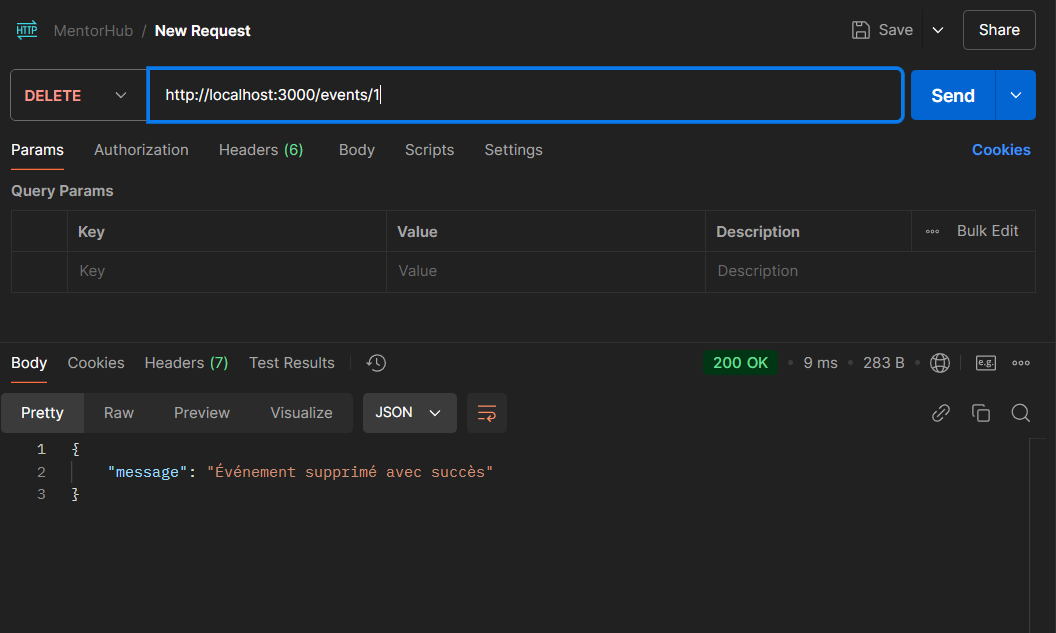 HTTP MentorHub / New Request Save Share
DELETE http://localhost:3000/events/1 Send
Params Authorization Headers (6) Body Scripts Settings Cookies
Query Params
Key Value Description Bulk Edit
Key Value Description
Body Cookies Headers (7) Test Results 200 OK 9 ms 283 B e.g.
Pretty Raw Preview Visualize JSON
1 {
2 "message": "Événement supprimé avec succès"
3 }